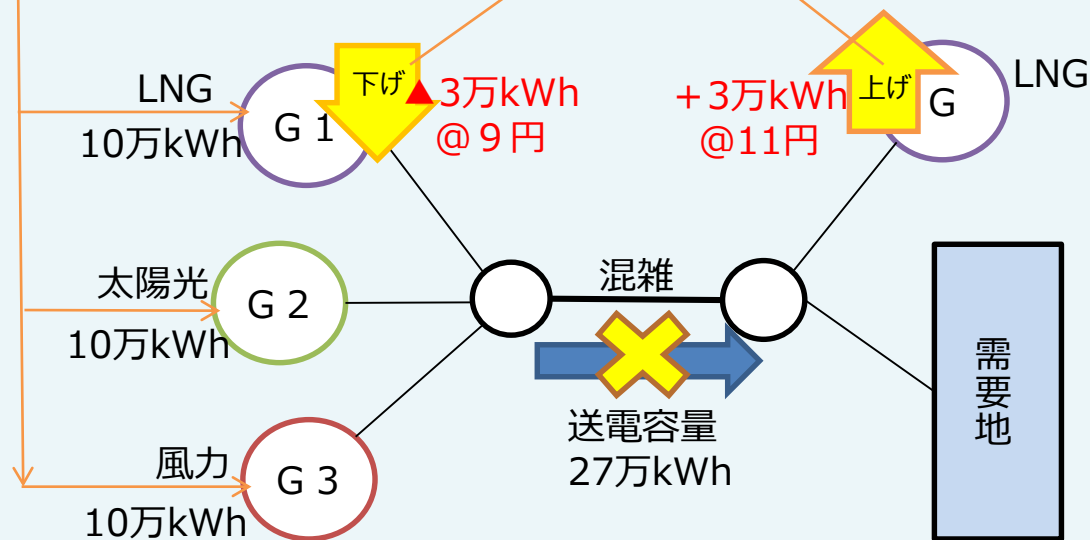 LNG
10万kWh
G 1
下げ
▲3万kWh
@９円
＋3万kWh
@11円
上げ
G
LNG
太陽光
10万kWh
G 2
混雑
送電容量
27万kWh
需要地
風力
10万kWh
G 3